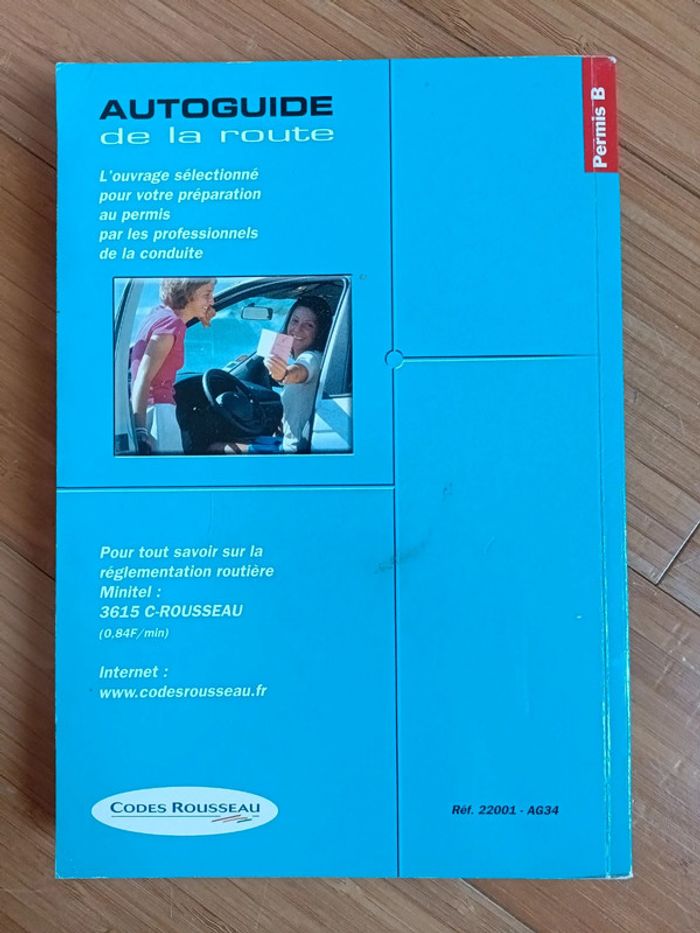 AUTOGUIDE
de la route
L'ouvrage sélectionné
pour votre préparation
au permis
par les professionnels
de la conduite
Permis B
Pour tout savoir sur la
réglementation routière
Minitel :
3615 C-ROUSSEAU
(0,84F/min)
Internet :
www.codesrousseau.fr
CODES ROUSSEAU
Réf. 22001 - AG34